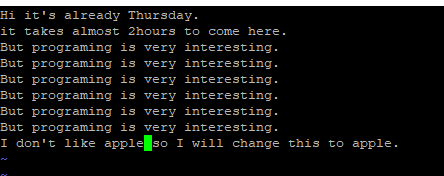 Hi it's already Thursday.
it takes almost 2hours to come here.
But programing is very interesting.
But programing is very interesting.
But programing is very interesting.
But programing is very interesting.
But programing is very interesting.
But programing is very interesting.
I don't like apple so I will change this to apple.
~
~